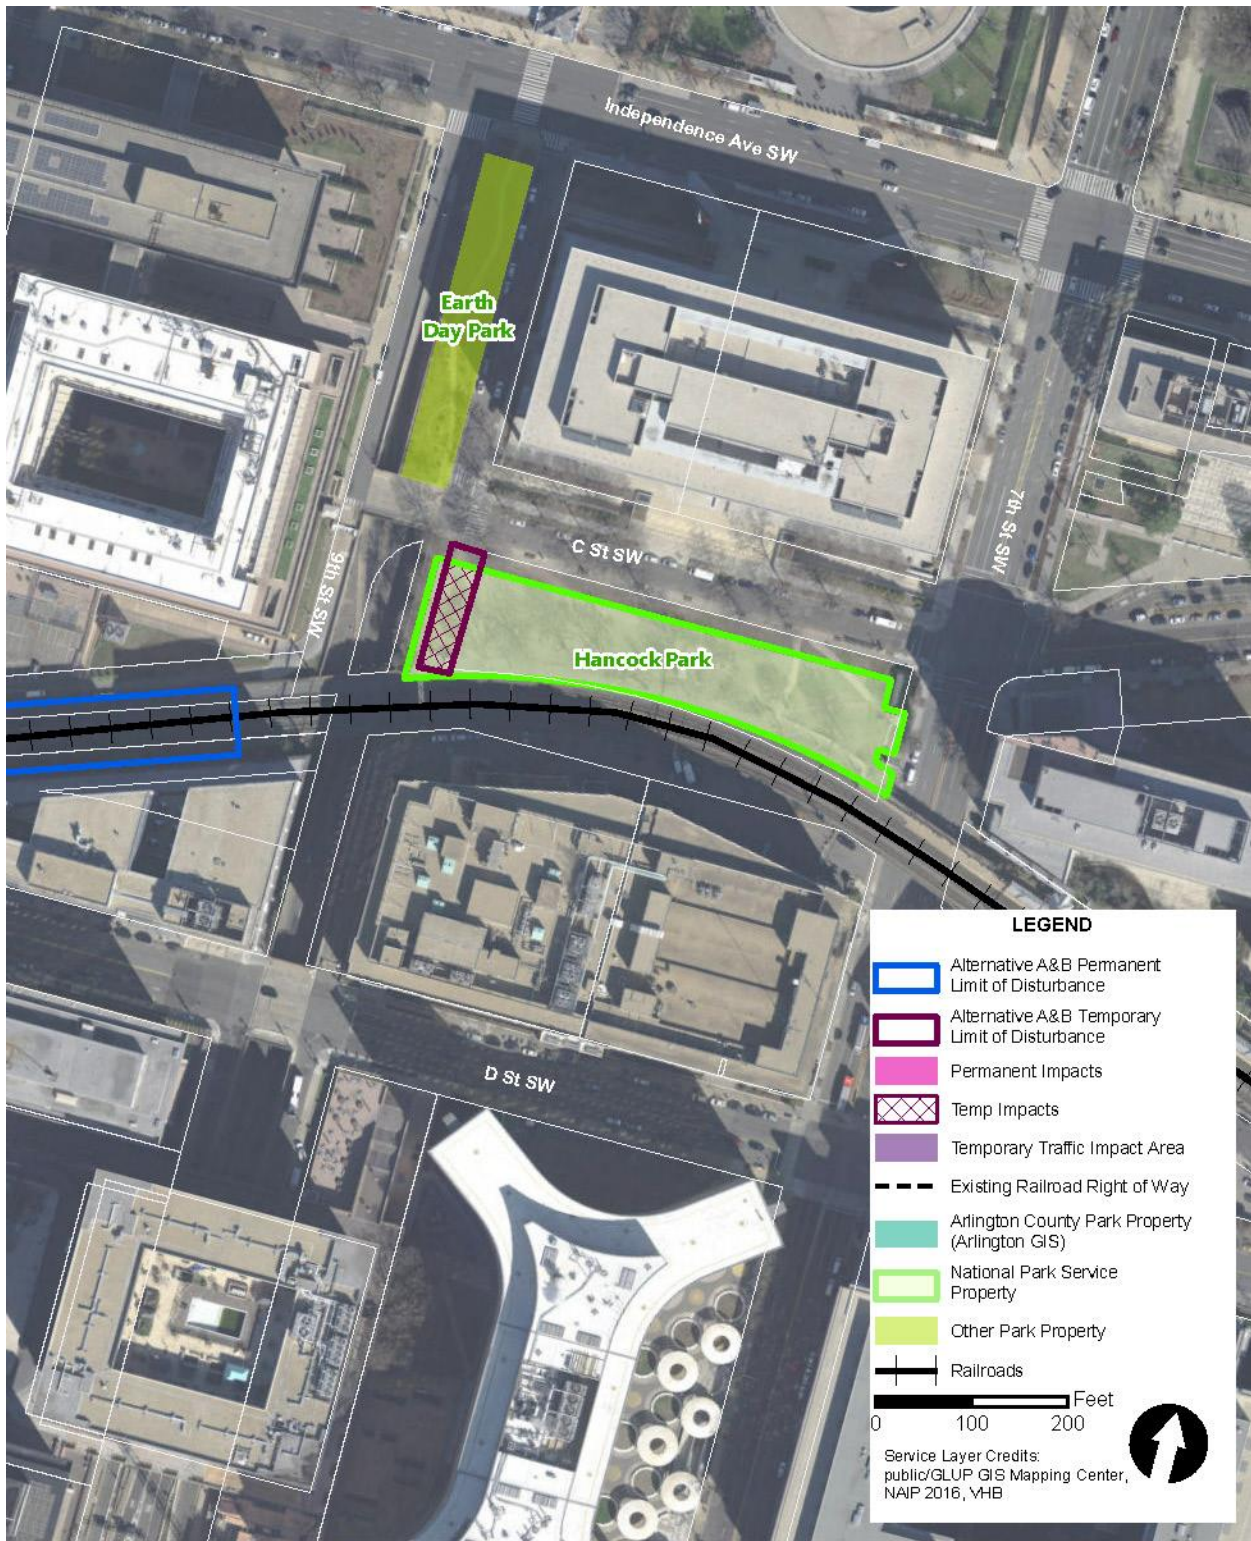 Independence Ave SW
Earth
Day Park
7th St SW
C St SW
9th St SW
Hancock Park
D St SW
LEGEND
Alternative A&B Permanent
Limit of Disturbance
Alternative A&B Temporary
Limit of Disturbance
Permanent Impacts
Temp Impacts
Temporary Traffic Impact Area
Existing Railroad Right of Way
Arlington County Park Property
(Arlington GIS)
National Park Service
Property
Other Park Property
Railroads
Feet
0 100 200
Service Layer Credits:
public/GLUP GIS Mapping Center,
NAIP 2016, VHB